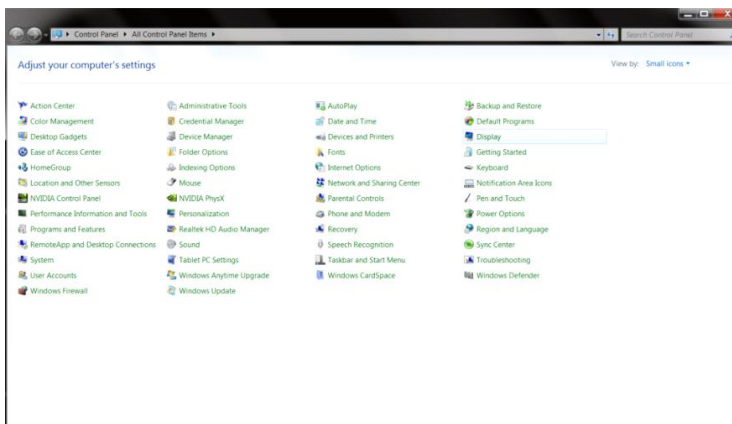 Control Panel ▸ All Control Panel Items ▸ Search Control Panel
Adjust your computer's settings View by: Small icons
Action Center Administrative Tools AutoPlay Backup and Restore
Color Management Credential Manager Date and Time Default Programs
Desktop Gadgets Device Manager Devices and Printers Display
Ease of Access Center Folder Options Fonts Getting Started
HomeGroup Indexing Options Internet Options Keyboard
Location and Other Sensors Mouse Network and Sharing Center Notification Area Icons
NVIDIA Control Panel NVIDIA PhysX Parental Controls Pen and Touch
Performance Information and Tools Personalization Phone and Modem Power Options
Programs and Features Realtek HD Audio Manager Recovery Region and Language
RemoteApp and Desktop Connections Sound Speech Recognition Sync Center
System Tablet PC Settings Taskbar and Start Menu Troubleshooting
User Accounts Windows Anytime Upgrade Windows CardSpace Windows Defender
Windows Firewall Windows Update